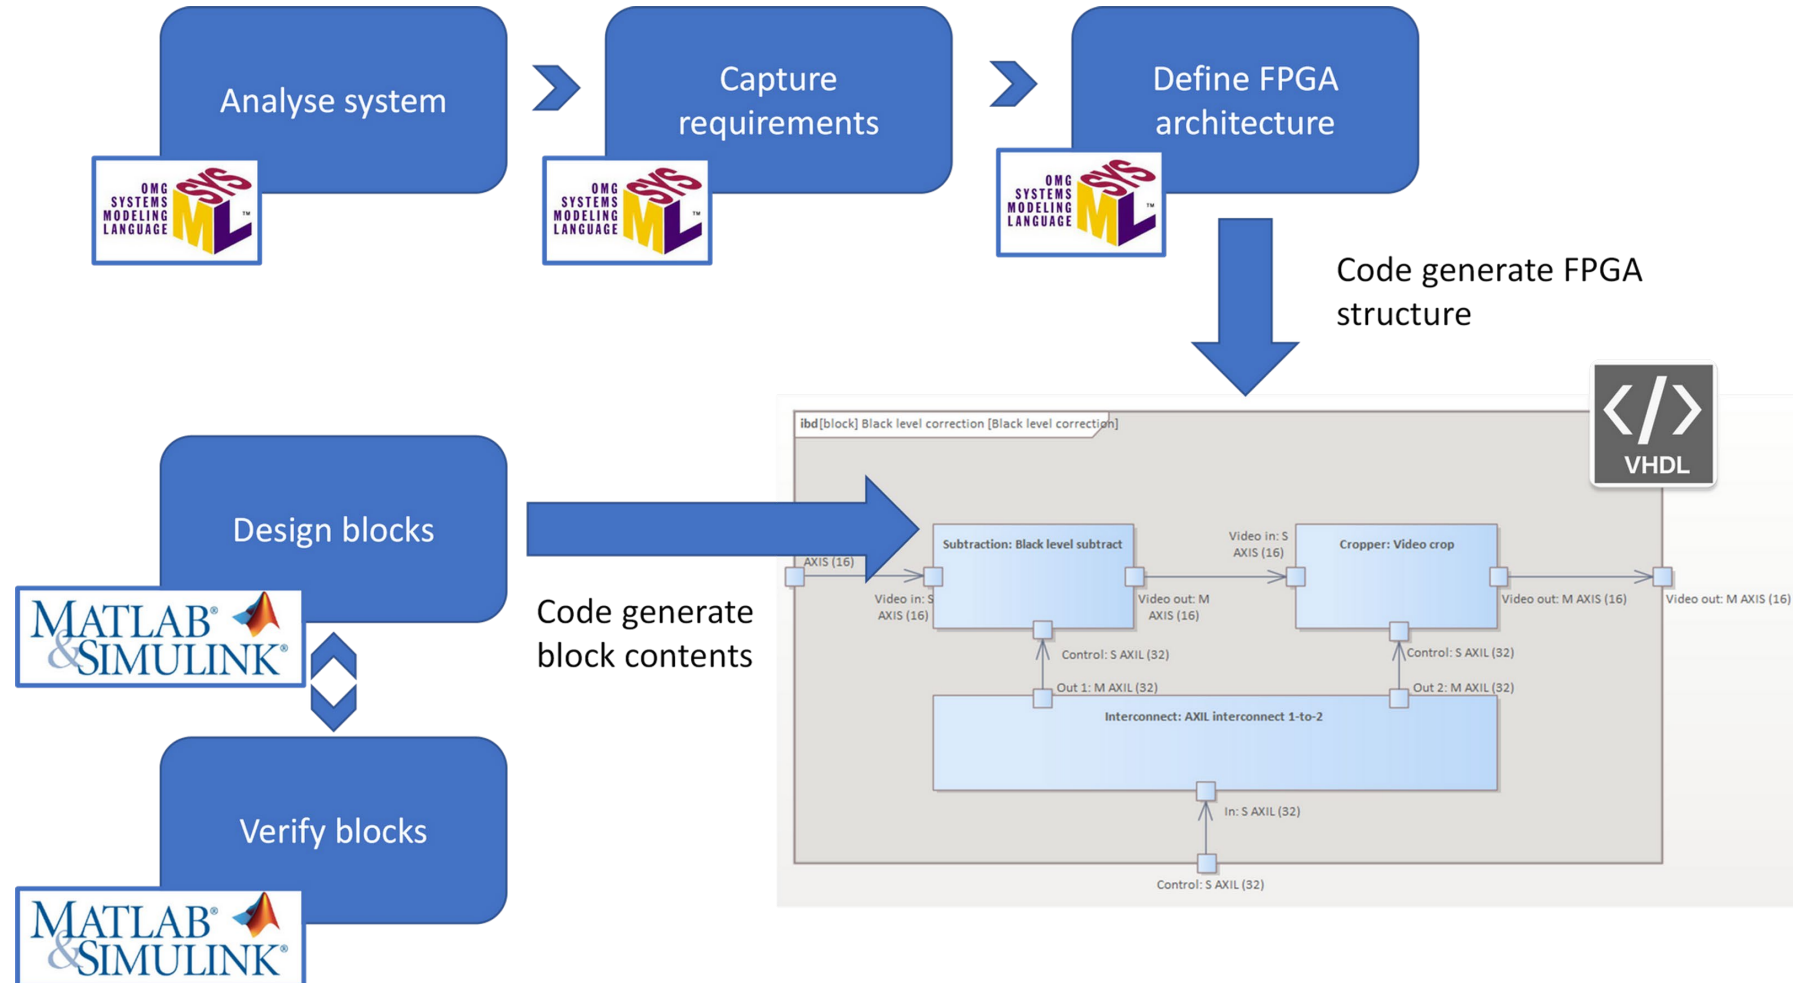 Analyse system
Capture
requirements
Define FPGA
architecture
OMG
SYSTEMS
MODELING
LANGUAGE
SYS
ML™
OMG
SYSTEMS
MODELING
LANGUAGE
SYS
ML™
OMG
SYSTEMS
MODELING
LANGUAGE
SYS
ML™
Code generate FPGA
structure
</>
VHDL
ibd [block] Black level correction [Black level correction]
Design blocks
MATLAB®
&SIMULINK®
Code generate
block contents
Verify blocks
MATLAB®
&SIMULINK®
AXIS (16)
Subtraction: Black level subtract
Video in: S
AXIS (16)
Video out: M
AXIS (16)
Video in: S
AXIS (16)
Cropper: Video crop
Video out: M AXIS (16)
Video out: M AXIS (16)
Control: S AXIL (32)
Control: S AXIL (32)
Out 1: M AXIL (32)
Out 2: M AXIL (32)
Interconnect: AXIL interconnect 1-to-2
In: S AXIL (32)
Control: S AXIL (32)